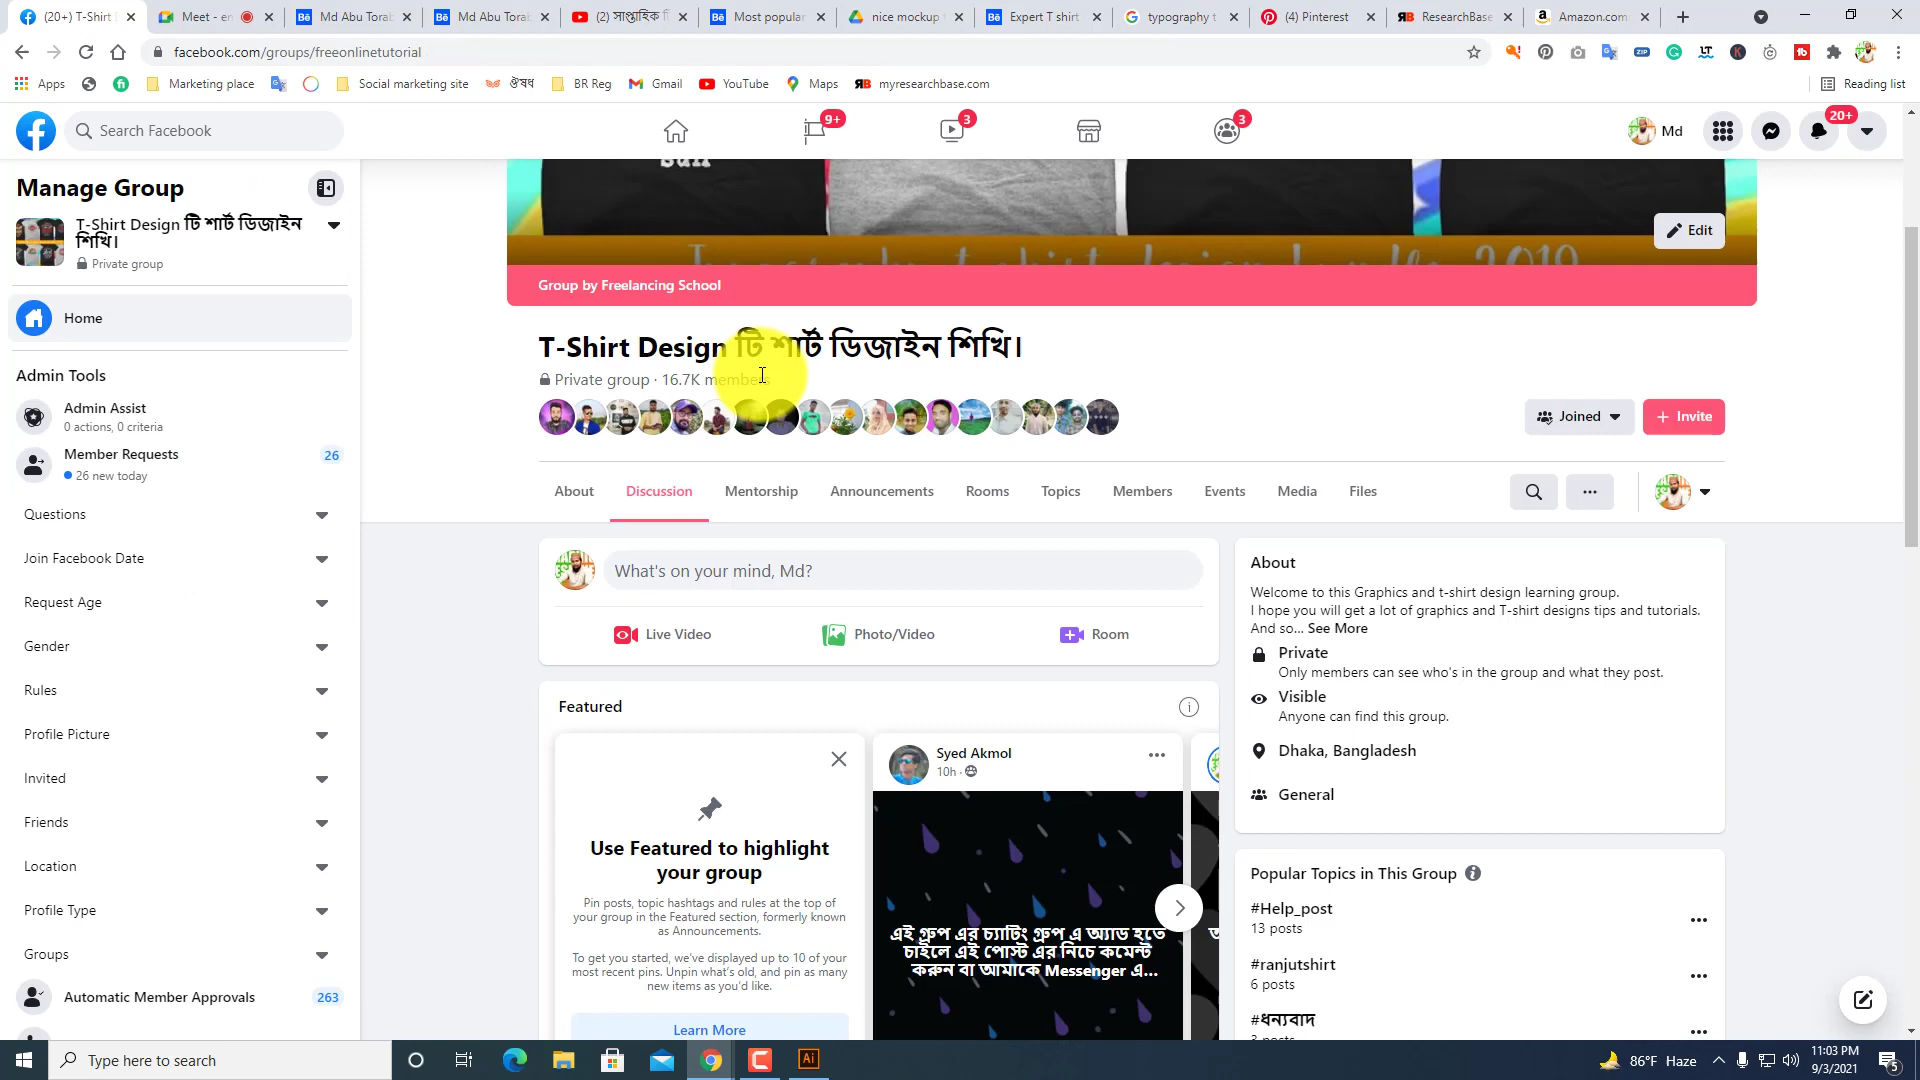 (20+) T-Shirt
Meet - en
Md Abu Torab
Md Abu Torab
(2) সাপ্তাহিক
Most popular
nice mockup
Expert T shirt
typography t
(4) Pinterest
ResearchBase
Amazon.com
facebook.com/groups/freeonlinetutorial
Apps
Marketing place
Social marketing site
ঔষধ
BR Reg
Gmail
YouTube
Maps
myresearchbase.com
Reading list
Search Facebook
9+
3
3
Md
20+
Manage Group
T-Shirt Design টি শার্ট ডিজাইন
শিখি।
Private group
Home
Admin Tools
Admin Assist
0 actions, 0 criteria
Member Requests
26
26 new today
Questions
Join Facebook Date
Request Age
Gender
Rules
Profile Picture
Invited
Friends
Location
Profile Type
Groups
Automatic Member Approvals
263
Edit
Group by Freelancing School
T-Shirt Design টি শার্ট ডিজাইন শিখি।
Private group · 16.7K members
Joined
Invite
About
Discussion
Mentorship
Announcements
Rooms
Topics
Members
Events
Media
Files
What's on your mind, Md?
Live Video
Photo/Video
Room
Featured
Use Featured to highlight
your group
Pin posts, topic hashtags and rules at the top of
your group in the Featured section, formerly known
as Announcements.
To get you started, we've displayed up to 10 of your
most recent pins. Unpin what's old, and pin as many
new items as you'd like.
Learn More
Syed Akmol
10h
এই গ্রুপ এর চ্যাটিং গ্রুপ এ অ্যাড হতে
চাইলে এই পোস্ট এর নিচে কমেন্ট
করুন বা আমাকে Messenger এ...
About
Welcome to this Graphics and t-shirt design learning group.
I hope you will get a lot of graphics and T-shirt designs tips and tutorials.
And so... See More
Private
Only members can see who's in the group and what they post.
Visible
Anyone can find this group.
Dhaka, Bangladesh
General
Popular Topics in This Group
#Help_post
13 posts
#ranjutshirt
6 posts
#ধন্যবাদ
Type here to search
86°F Haze
11:03 PM
9/3/2021
5